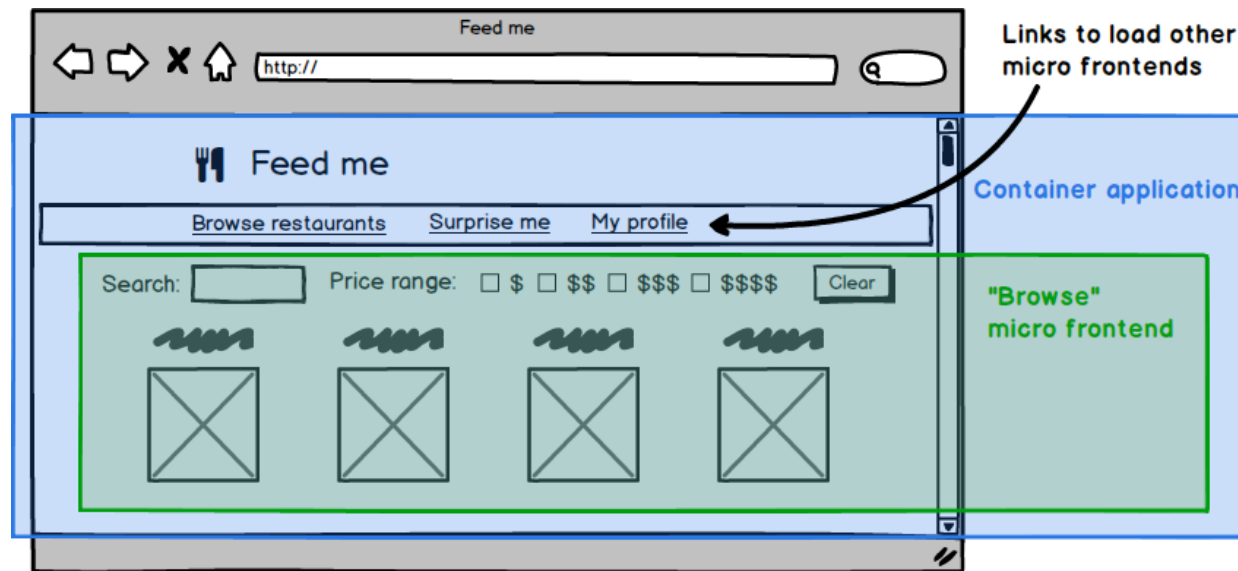 Feed me
http://
Links to load other
micro frontends
Feed me
Container application
Browse restaurants Surprise me My profile
Search: Price range: $ $$ $$$ $$$$ Clear
"Browse"
micro frontend